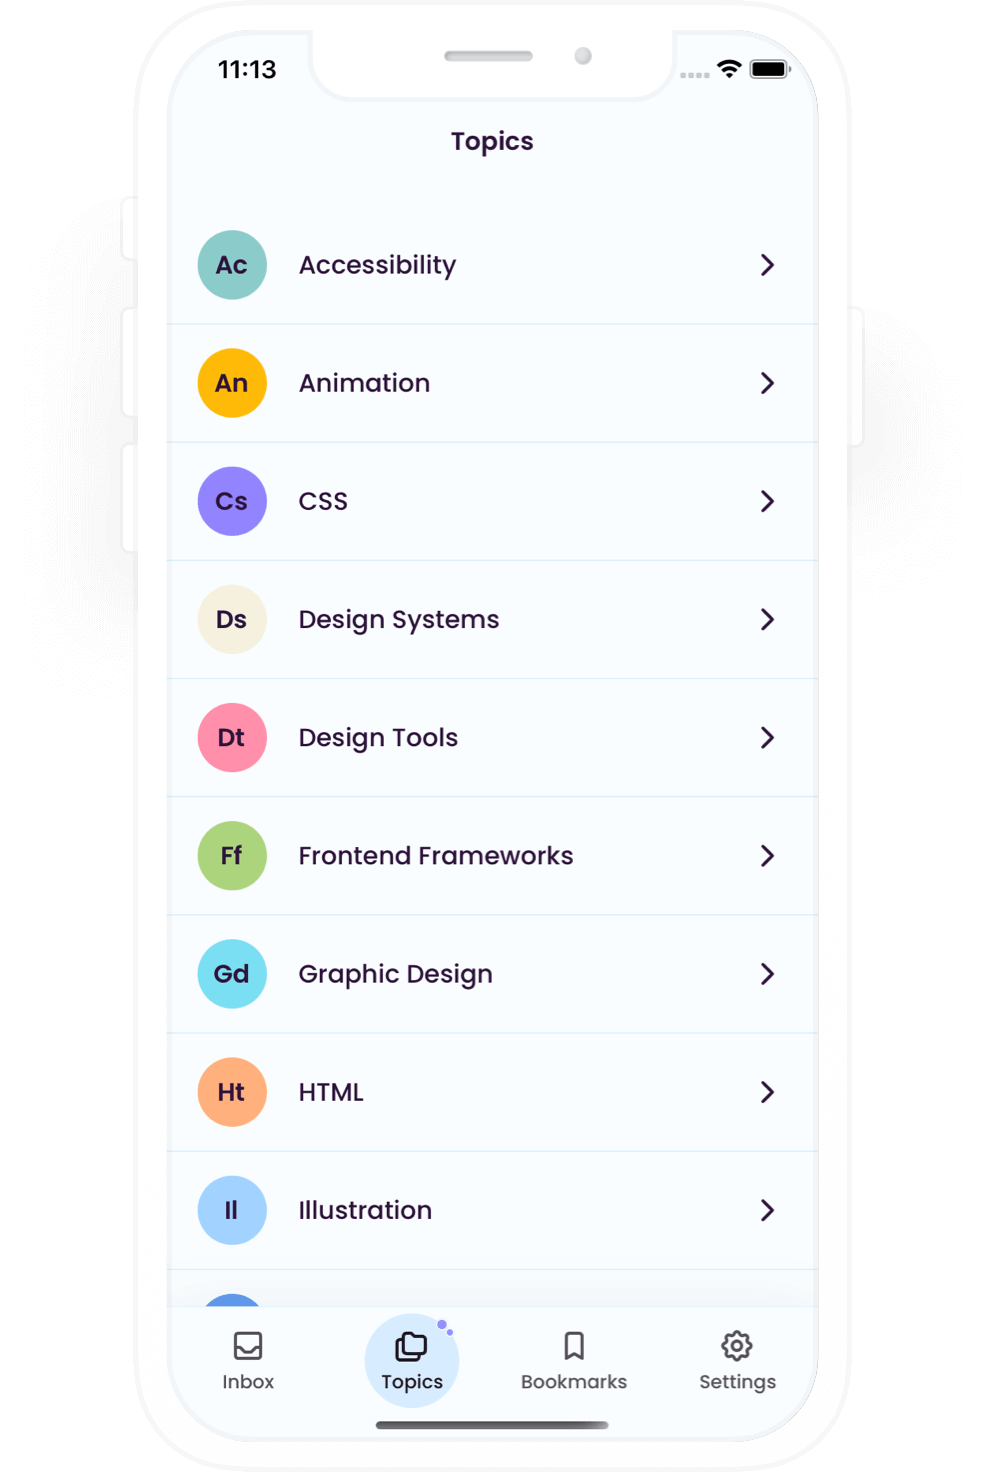 11:13
Topics
Ac Accessibility
An Animation
Cs CSS
Ds Design Systems
Dt Design Tools
Ff Frontend Frameworks
Gd Graphic Design
Ht HTML
Il Illustration
Inbox Topics Bookmarks Settings